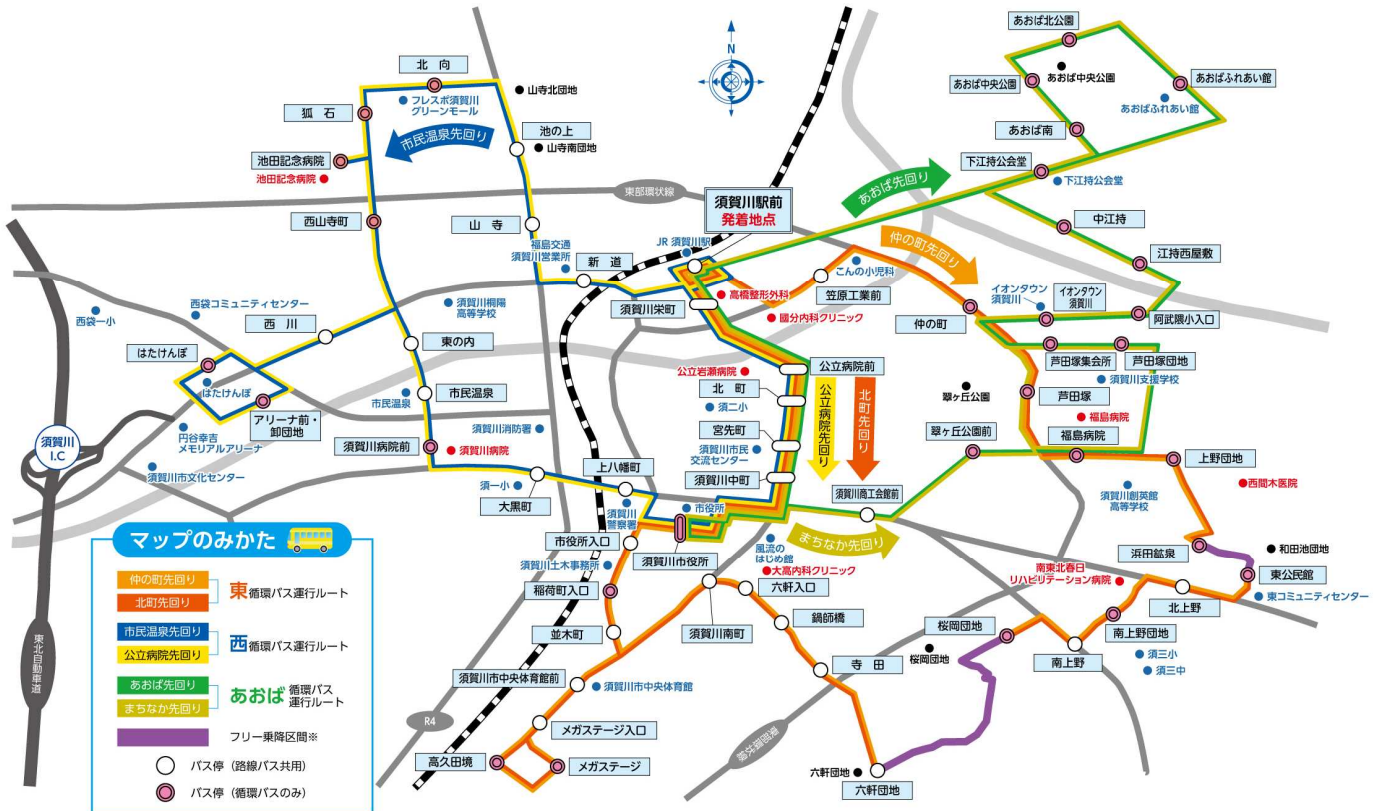 あおば北公園
あおば中央公園
あおば中央公園
あおばふれあい館
あおばふれあい館
あおば南
下江持公会堂
下江持公会堂
北 向
フレスポ須賀川
グリーンモール
山寺北団地
狐 石
市民温泉先回り
池の上
山寺南団地
池田記念病院
池田記念病院
N
東部環状線
須賀川駅前
発着地点
あおば先回り
西山寺町
山 寺
福島交通
須賀川営業所
新 道
JR 須賀川駅
仲の町先回り
中江持
江持西屋敷
こんの小児科
笠原工業前
高橋整形外科
國分内科クリニック
須賀川栄町
イオンタウン
須賀川
イオンタウン
須賀川
仲の町
阿武隈小入口
西袋一小
西袋コミュニティセンター
須賀川桐陽
高等学校
西 川
東の内
はたけんぼ
はたけんぼ
アリーナ前・
卸団地
円谷幸吉
メモリアルアリーナ
須賀川市文化センター
市民温泉
市民温泉
須賀川消防署
須賀川病院前
須賀川病院
公立岩瀬病院
公立病院前
北 町
須二小
宮先町
須賀川市民
交流センター
須賀川中町
公立病院先回り
北町先回り
芦田塚集会所
芦田塚団地
須賀川支援学校
翠ヶ丘公園
芦田塚
福島病院
翠ヶ丘公園前
福島病院
上野団地
須賀川創英館
高等学校
西間木医院
須賀川
I.C
上八幡町
須一小
大黒町
須賀川
警察署
市役所
須賀川商工会館前
まちなか先回り
市役所入口
須賀川市役所
風流の
はじめ館
大高内科クリニック
須賀川土木事務所
稲荷町入口
六軒入口
並木町
須賀川南町
鍋師橋
浜田鉱泉
和田池団地
東公民館
東コミュニティセンター
南東北春日
リハビリテーション病院
北上野
南上野団地
桜岡団地
桜岡団地
南上野
須三小
須三中
寺 田
須賀川市中央体育館前
須賀川市中央体育館
メガステージ入口
高久田境
メガステージ
R4
東部環状線
六軒団地
六軒団地
東北自動車道
マップのみかた
仲の町先回り
北町先回り
東循環バス運行ルート
市民温泉先回り
公立病院先回り
西循環バス運行ルート
あおば先回り
まちなか先回り
あおば循環バス
運行ルート
フリー乗降区間※
バス停(路線バス共用)
バス停(循環バスのみ)